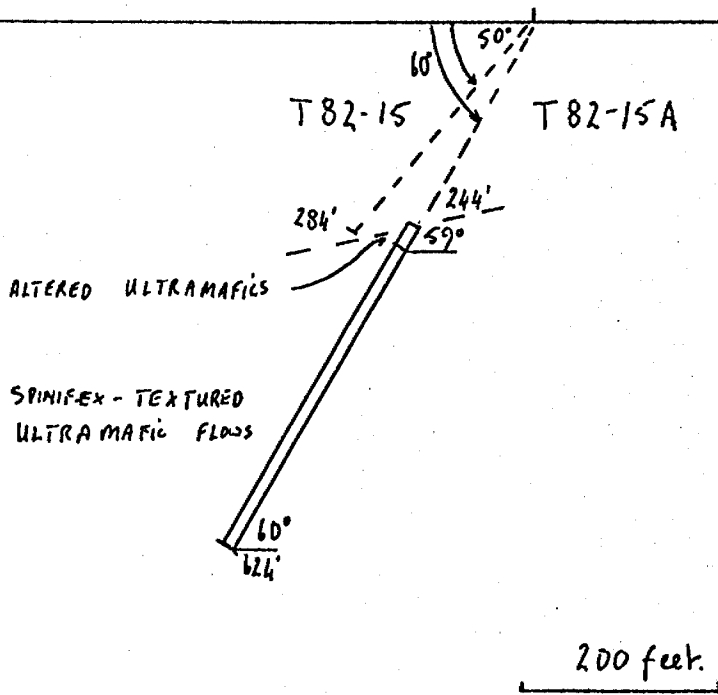 50°
60°
T82-15
T82-15A
284'
244'
59°
ALTERED ULTRAMAFICS
SPINIFEX-TEXTURED
ULTRAMAFIC FLOWS
60°
624'
200 feet.